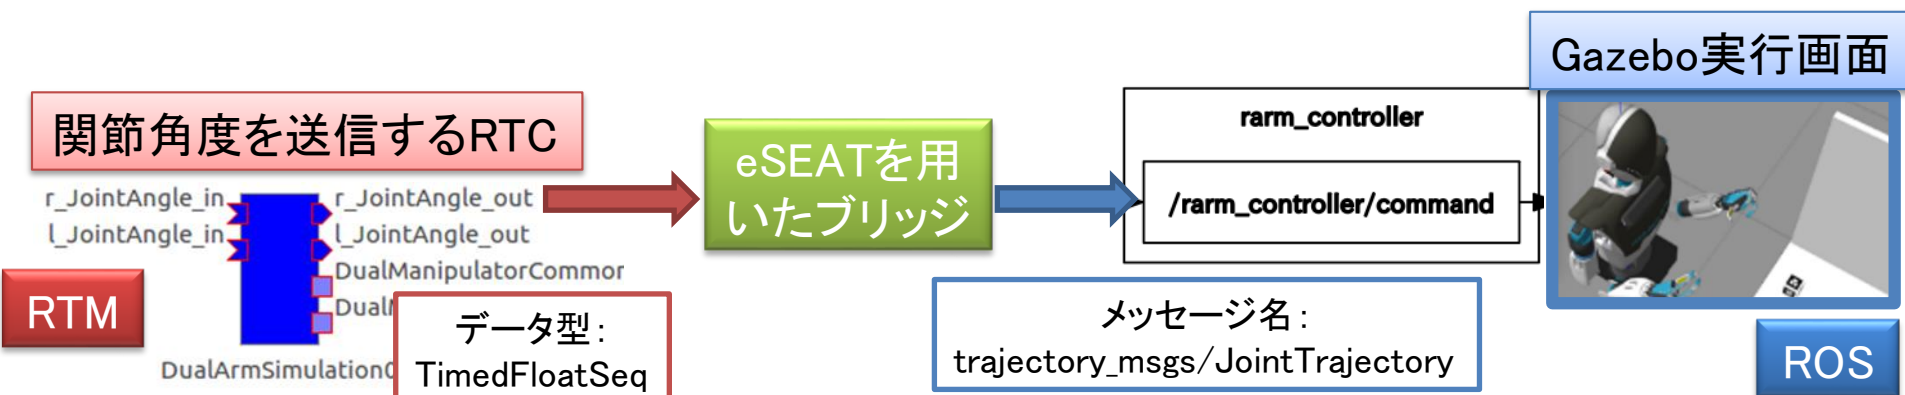 Gazebo実行画面
関節角度を送信するRTC
r_JointAngle_in
r_JointAngle_out
l_JointAngle_in
l_JointAngle_out
DualManipulatorCommor
DualM
DualArmSimulation0
RTM
データ型:
TimedFloatSeq
eSEATを用
いたブリッジ
rarm_controller
/rarm_controller/command
メッセージ名:
trajectory_msgs/JointTrajectory
ROS